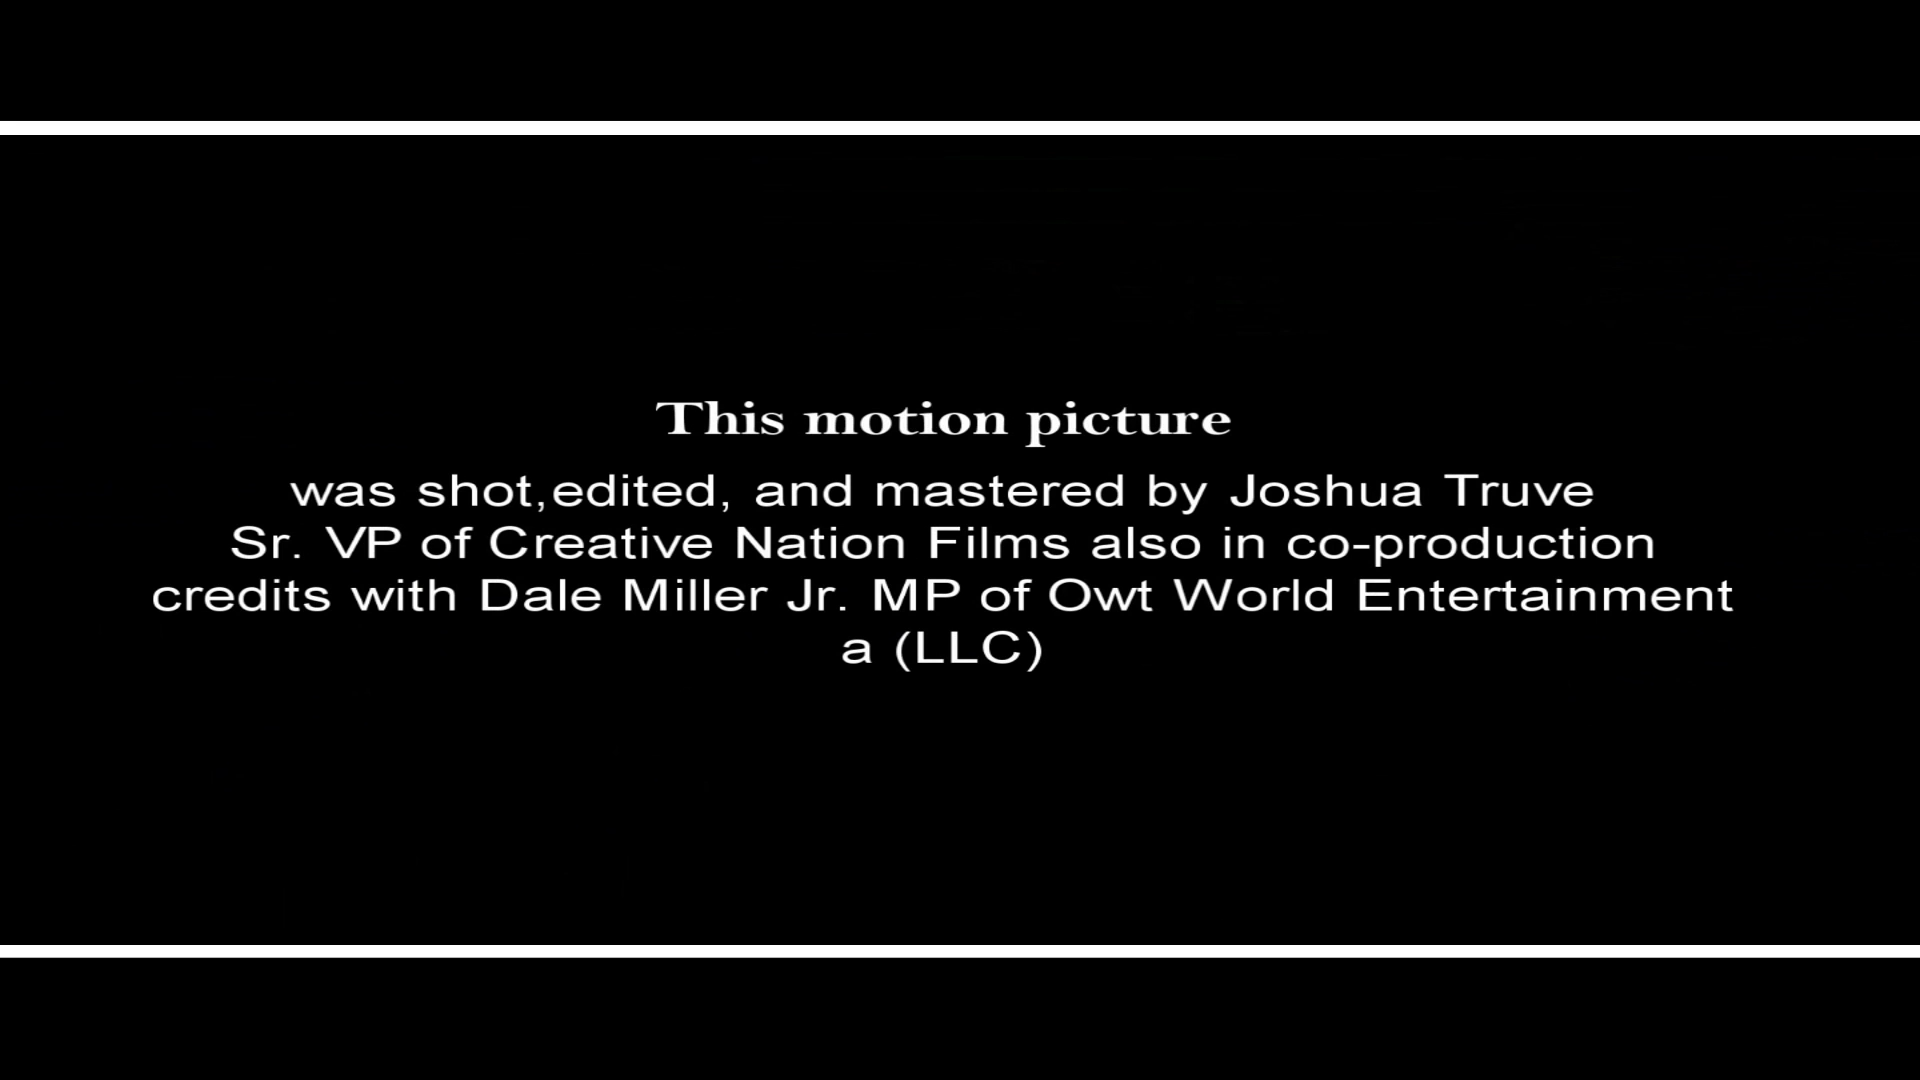 This motion picture
was shot,edited, and mastered by Joshua Truve
Sr. VP of Creative Nation Films also in co-production
credits with Dale Miller Jr. MP of Owt World Entertainment
a (LLC)